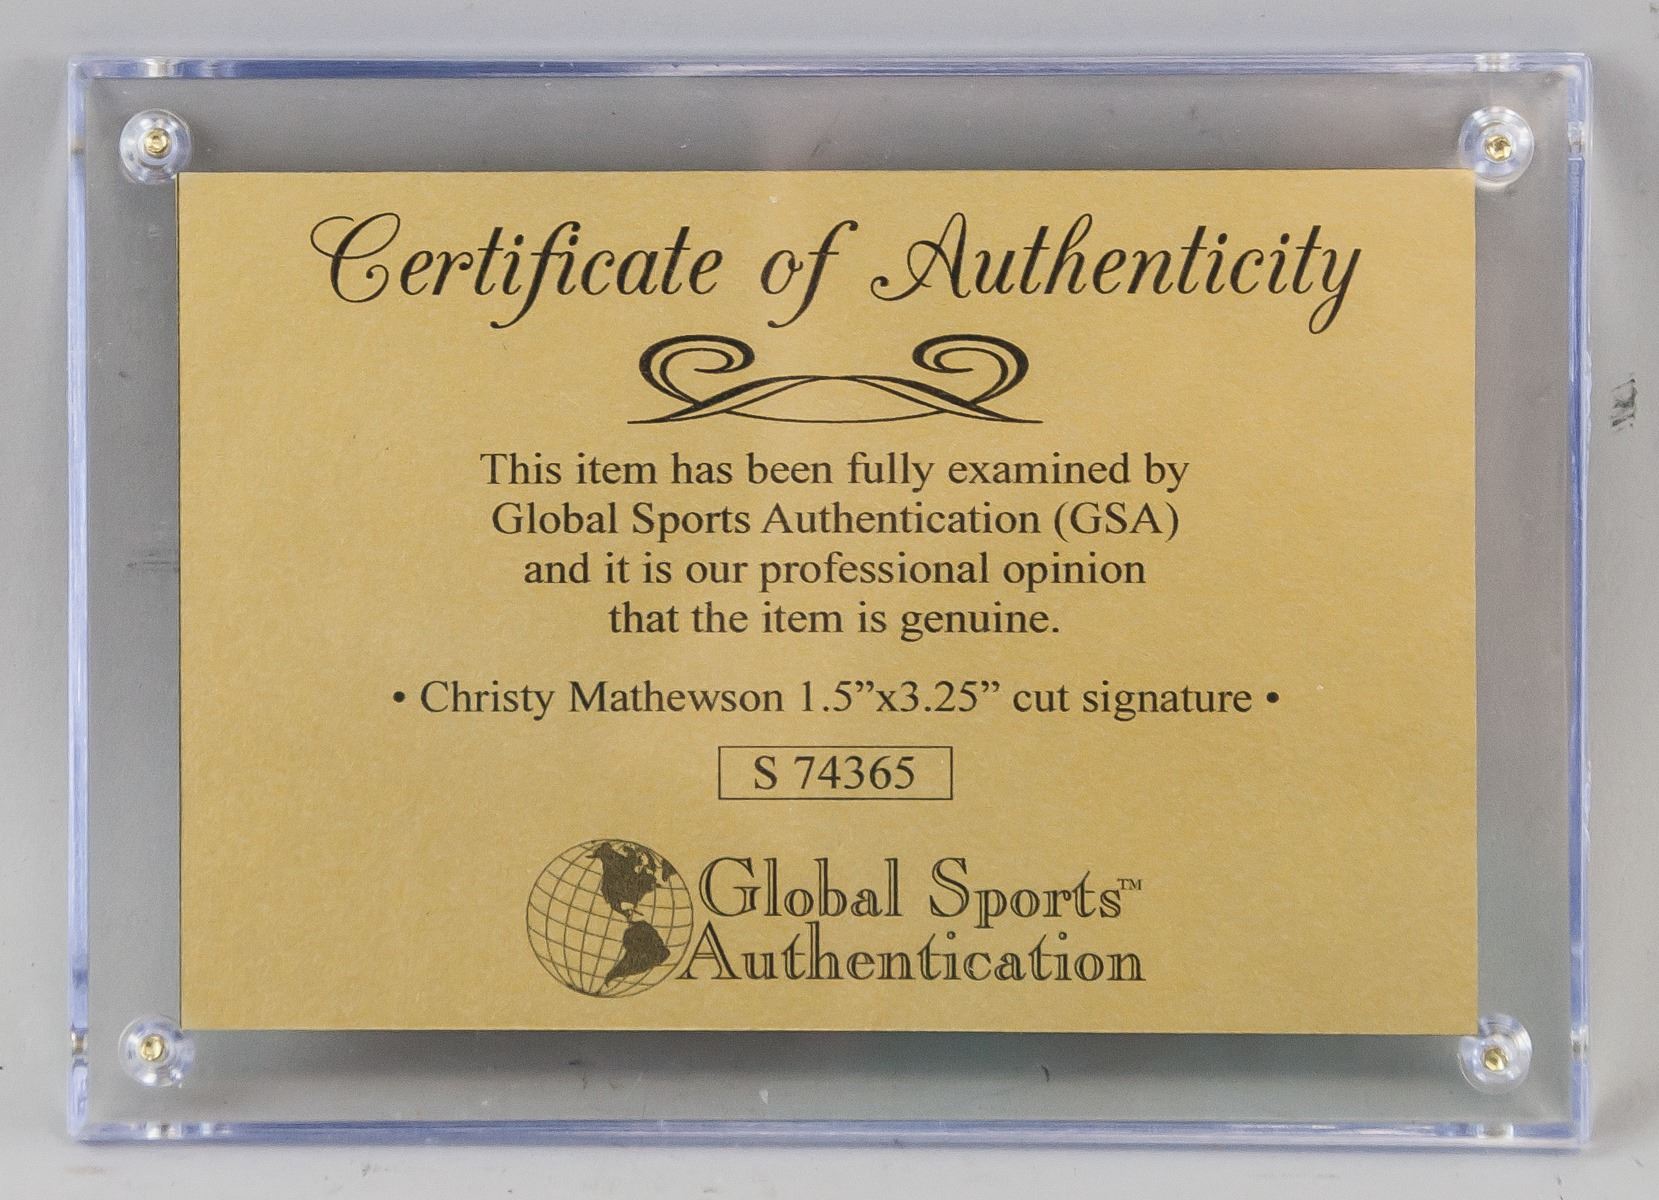 Certificate of Authenticity
This item has been fully examined by
Global Sports Authentication (GSA)
and it is our professional opinion
that the item is genuine.
• Christy Mathewson 1.5”x3.25” cut signature •
S 74365
Global Sports™
Authentication